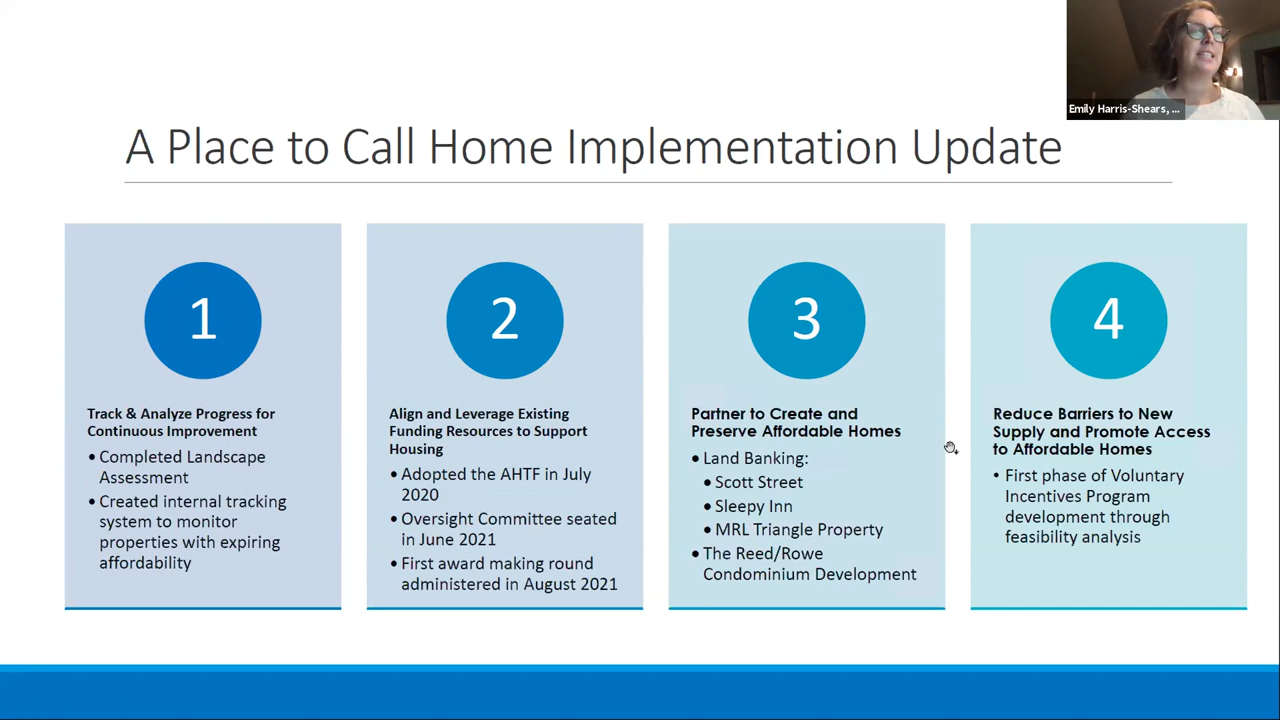 Emily Harris-Shears, ...
A Place to Call Home Implementation Update
1
Track & Analyze Progress for
Continuous Improvement
• Completed Landscape
Assessment
• Created internal tracking
system to monitor
properties with expiring
affordability
2
Align and Leverage Existing
Funding Resources to Support
Housing
• Adopted the AHTF in July
2020
• Oversight Committee seated
in June 2021
• First award making round
administered in August 2021
3
Partner to Create and
Preserve Affordable Homes
• Land Banking:
• Scott Street
• Sleepy Inn
• MRL Triangle Property
• The Reed/Rowe
Condominium Development
4
Reduce Barriers to New
Supply and Promote Access
to Affordable Homes
• First phase of Voluntary
Incentives Program
development through
feasibility analysis